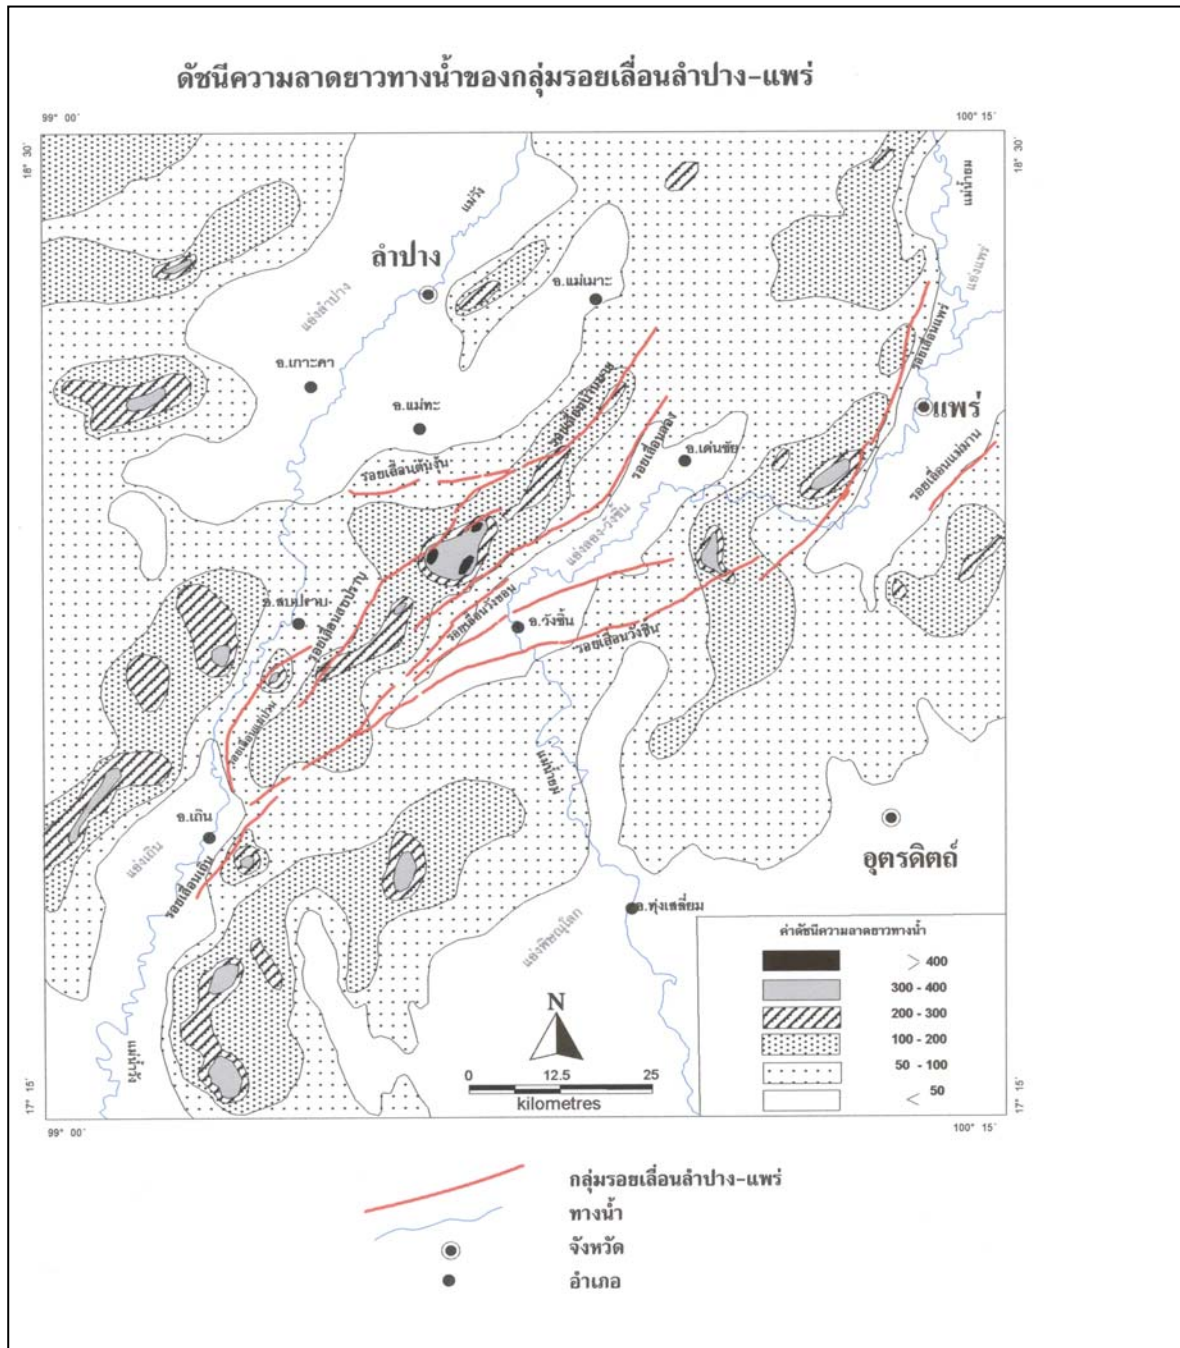 ดัชนีความลาดยาวทางน้ำของกลุ่มรอยเลื่อนลำปาง-แพร่
99° 00′
100° 15′
18° 30′
18° 30′
แม่วัง
แม่น้ำยม
ลำปาง
แอ่งแพร่
อ.แม่เมาะ
แอ่งลำปาง
รอยเลื่อนแพร่
อ.เกาะคา
แพร่
อ.แม่ทะ
รอยเลื่อนลอง
อ.เด่นชัย
รอยเลื่อนแม่มาน
แอ่งลอง-วังชิ้น
อ.สบปราบ
รอยเลื่อนสบปราบ
อ.วังชิ้น
รอยเลื่อนวังชิ้น
แม่น้ำยม
อ.เถิน
แอ่งเถิน
รอยเลื่อนเถิน
อุตรดิตถ์
อ.ทุ่งเสลี่ยม
แอ่งพิษณุโลก
ค่าดัชนีความลาดยาวทางน้ำ
> 400
300 - 400
200 - 300
100 - 200
50 - 100
< 50
N
0 12.5 25
kilometres
แม่น้ำวัง
17° 15′
17° 15′
99° 00′
100° 15′
กลุ่มรอยเลื่อนลำปาง-แพร่
ทางน้ำ
จังหวัด
อำเภอ